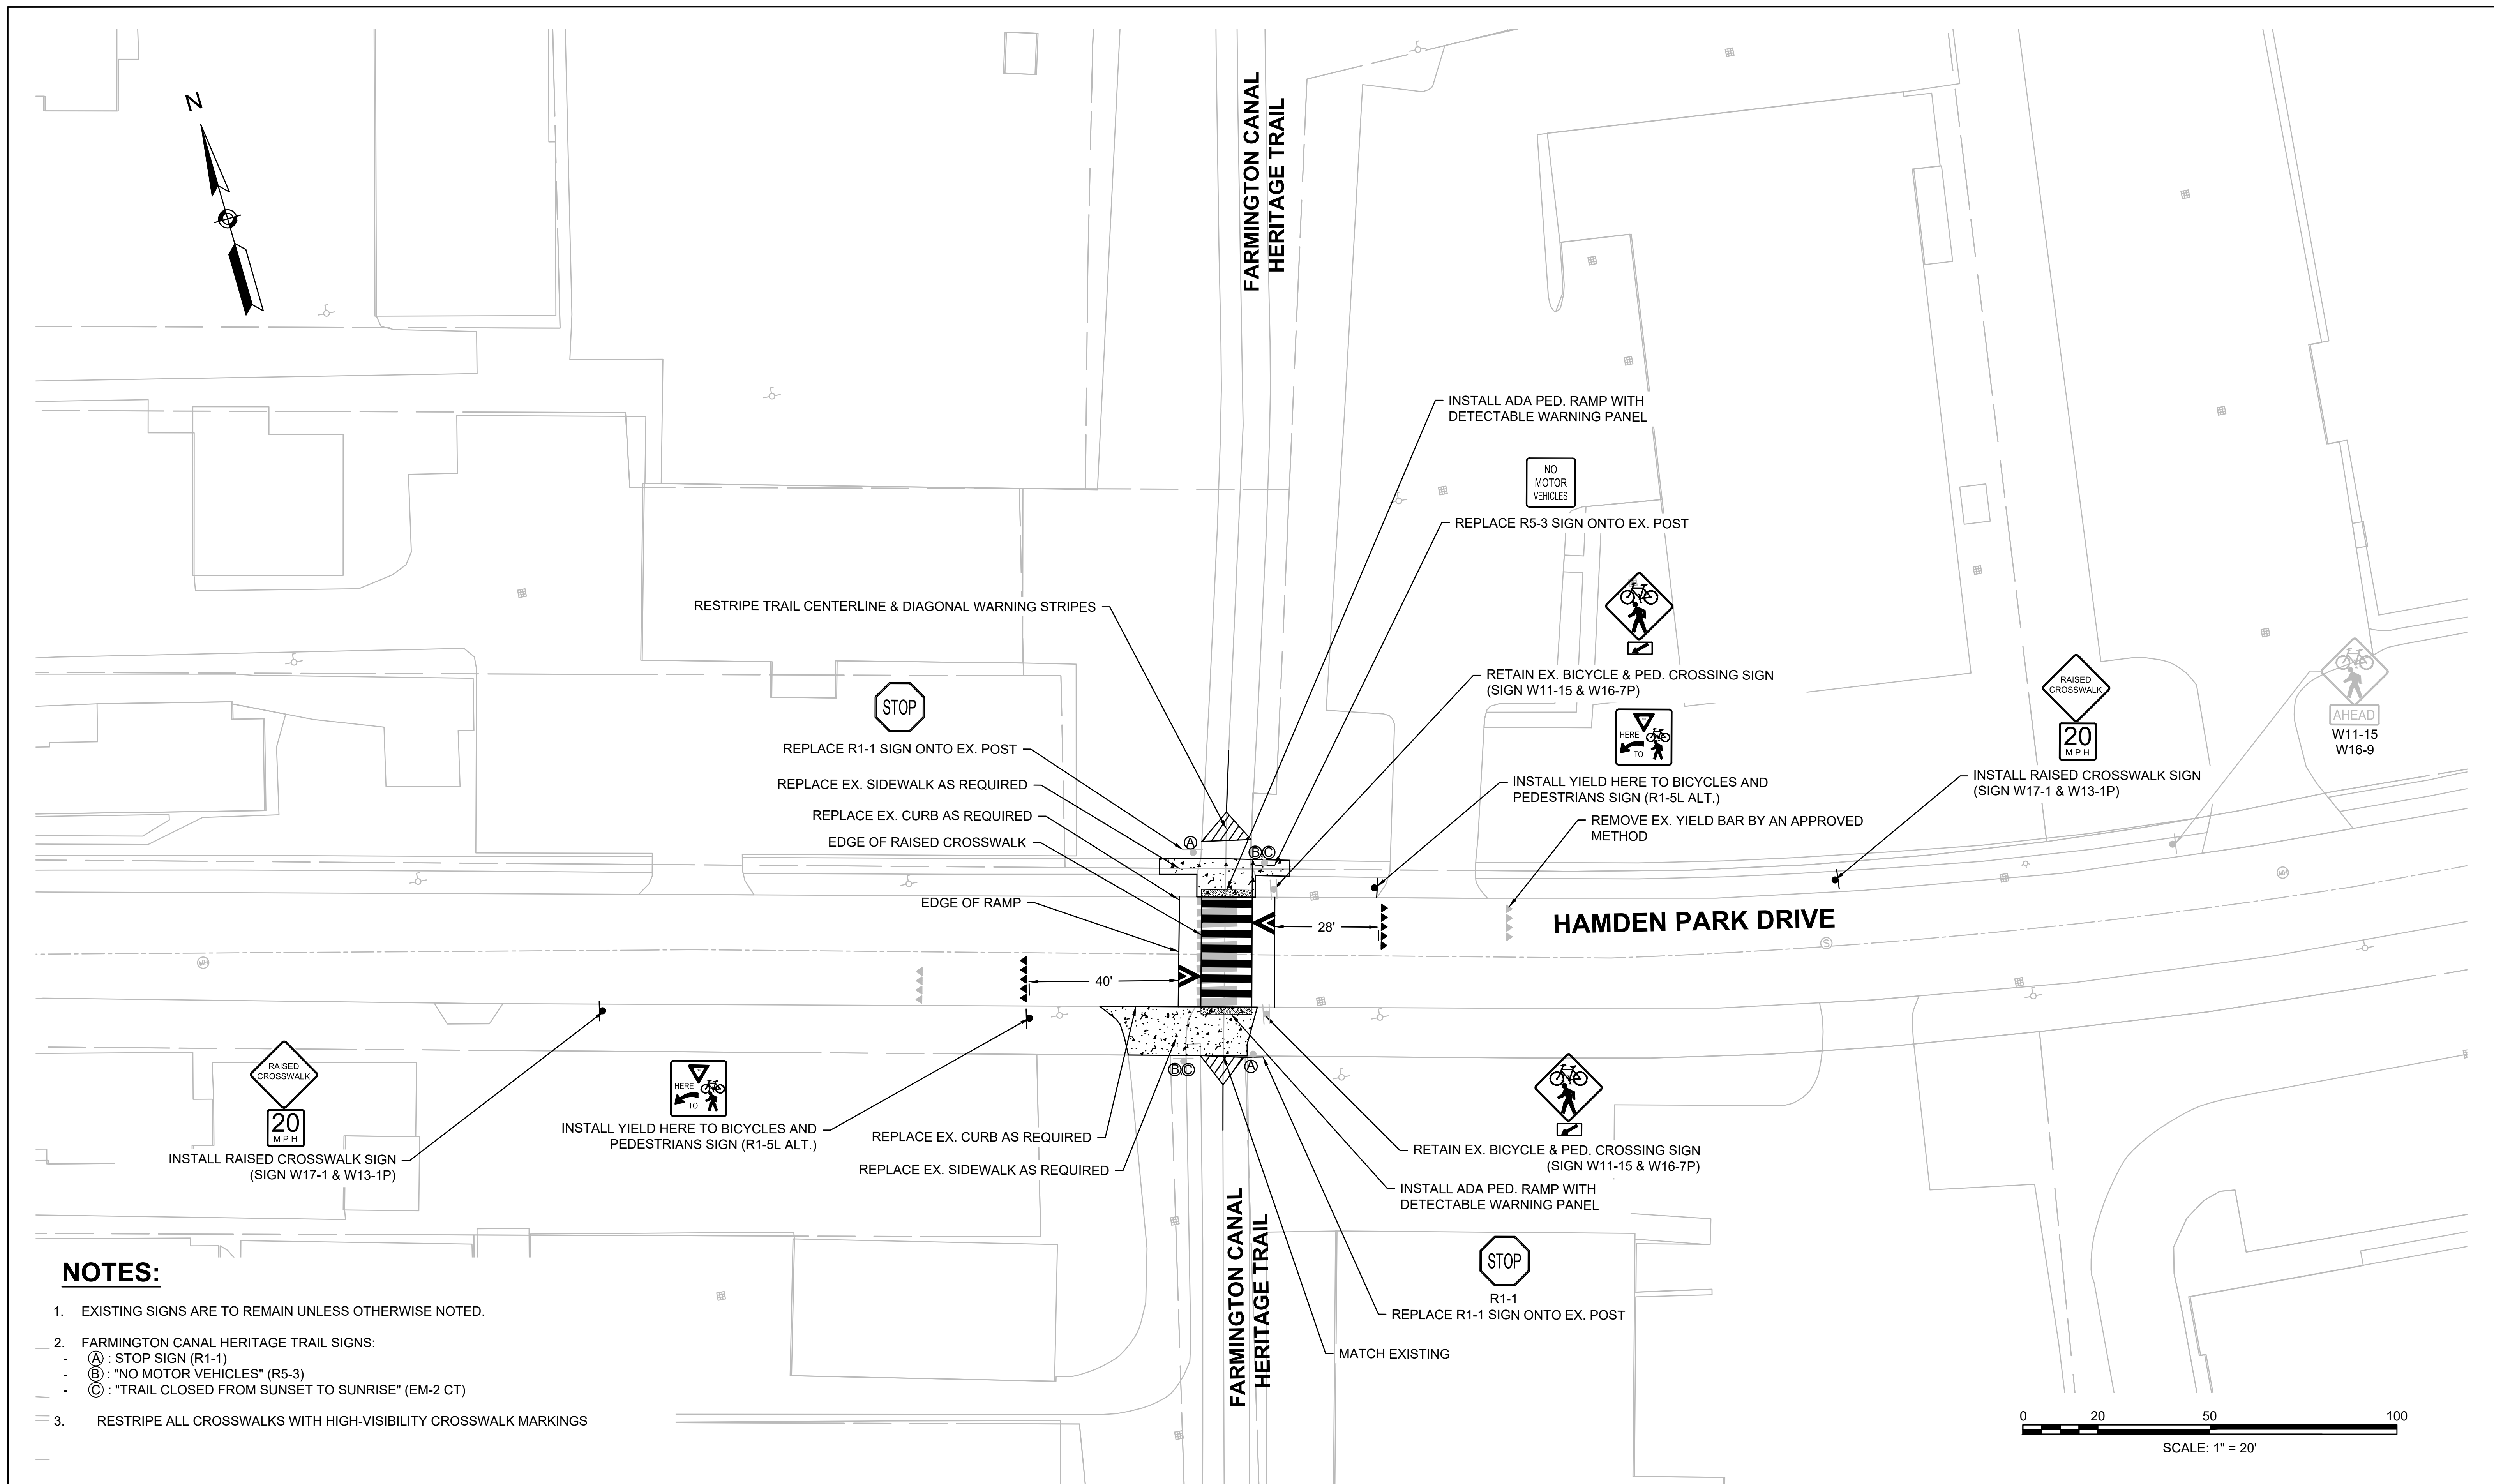 N
FARMINGTON CANAL
HERITAGE TRAIL
INSTALL ADA PED. RAMP WITH
DETECTABLE WARNING PANEL
NO
MOTOR
VEHICLES
REPLACE R5-3 SIGN ONTO EX. POST
RESTRIPE TRAIL CENTERLINE & DIAGONAL WARNING STRIPES
RETAIN EX. BICYCLE & PED. CROSSING SIGN
(SIGN W11-15 & W16-7P)
STOP
REPLACE R1-1 SIGN ONTO EX. POST
HERE
TO
RAISED
CROSSWALK
20
MPH
AHEAD
W11-15
W16-9
REPLACE EX. SIDEWALK AS REQUIRED
INSTALL YIELD HERE TO BICYCLES AND
PEDESTRIANS SIGN (R1-5L ALT.)
INSTALL RAISED CROSSWALK SIGN
(SIGN W17-1 & W13-1P)
REPLACE EX. CURB AS REQUIRED
REMOVE EX. YIELD BAR BY AN APPROVED
METHOD
EDGE OF RAISED CROSSWALK
A
B C
MH
EDGE OF RAMP
28'
HAMDEN PARK DRIVE
S
MH
40'
RAISED
CROSSWALK
20
MPH
INSTALL RAISED CROSSWALK SIGN
(SIGN W17-1 & W13-1P)
HERE
TO
INSTALL YIELD HERE TO BICYCLES AND
PEDESTRIANS SIGN (R1-5L ALT.)
B C
A
REPLACE EX. CURB AS REQUIRED
REPLACE EX. SIDEWALK AS REQUIRED
RETAIN EX. BICYCLE & PED. CROSSING SIGN
(SIGN W11-15 & W16-7P)
INSTALL ADA PED. RAMP WITH
DETECTABLE WARNING PANEL
STOP
R1-1
REPLACE R1-1 SIGN ONTO EX. POST
MATCH EXISTING
FARMINGTON CANAL
HERITAGE TRAIL
NOTES:
1. EXISTING SIGNS ARE TO REMAIN UNLESS OTHERWISE NOTED.
2. FARMINGTON CANAL HERITAGE TRAIL SIGNS:
- A : STOP SIGN (R1-1)
- B : "NO MOTOR VEHICLES" (R5-3)
- C : "TRAIL CLOSED FROM SUNSET TO SUNRISE" (EM-2 CT)
3. RESTRIPE ALL CROSSWALKS WITH HIGH-VISIBILITY CROSSWALK MARKINGS
0 20 50 100
SCALE: 1" = 20'